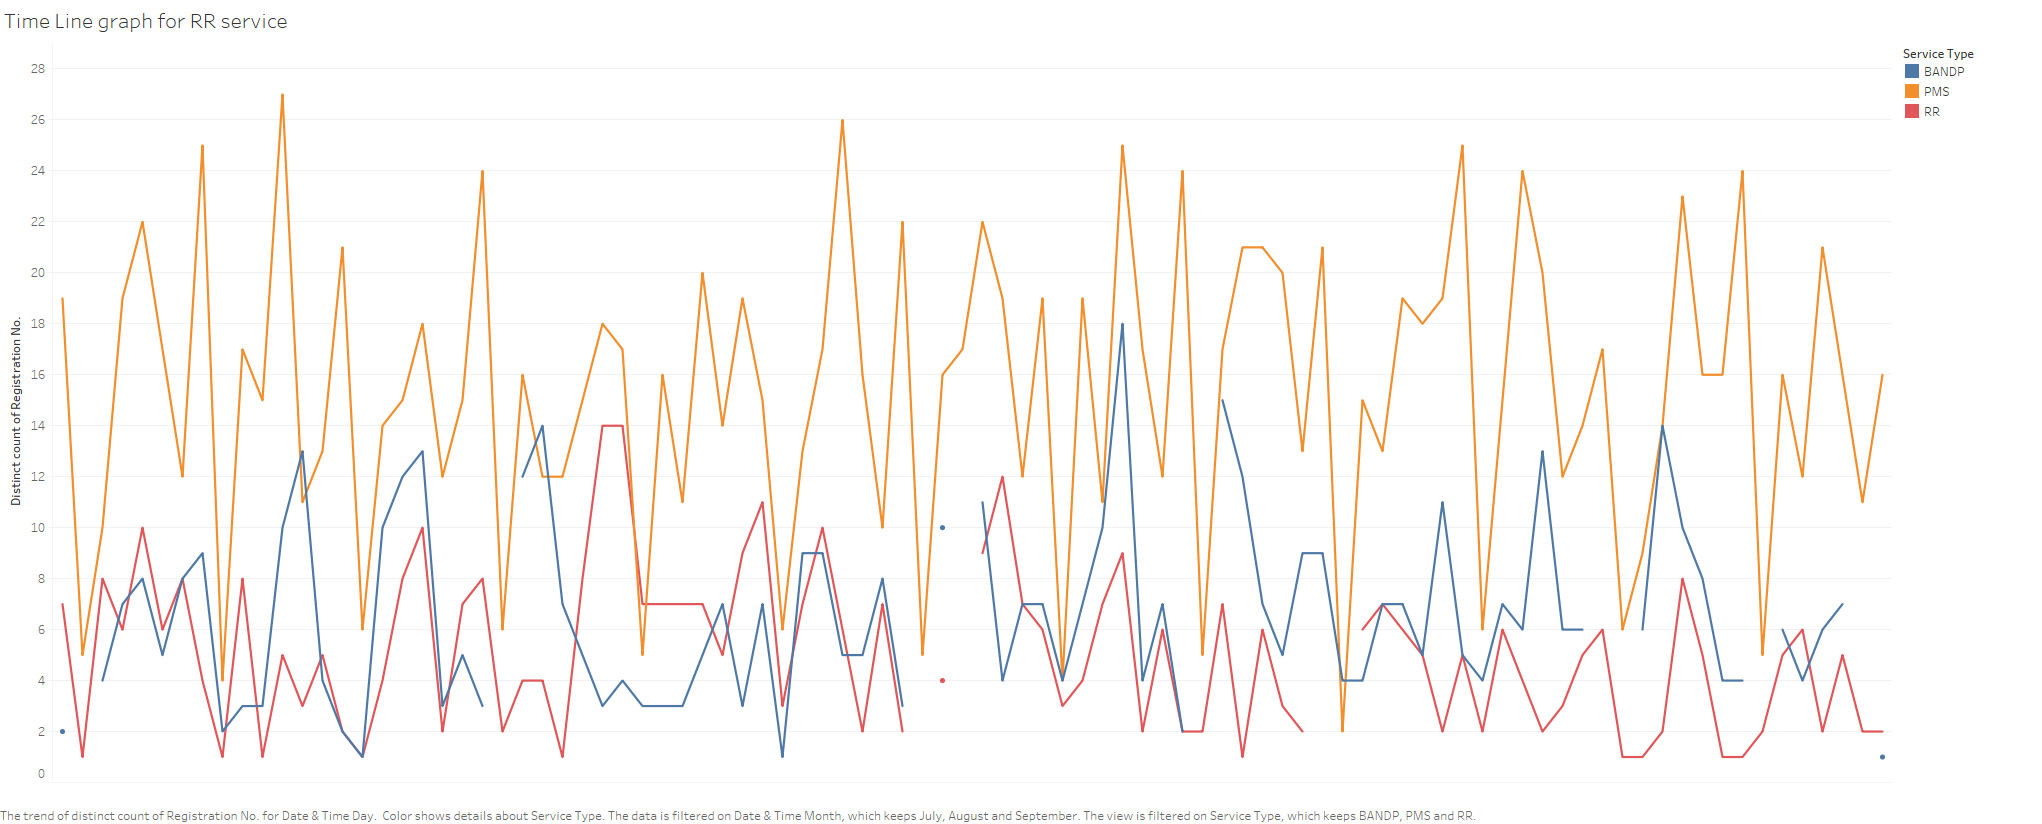 Time Line graph for RR service
Service Type
BANDP
PMS
RR
28
26
24
22
20
18
16
14
12
10
8
6
4
2
0
Distinct count of Registration No.
The trend of distinct count of Registration No. for Date & Time Day.  Color shows details about Service Type. The data is filtered on Date & Time Month, which keeps July, August and September. The view is filtered on Service Type, which keeps BANDP, PMS and RR.